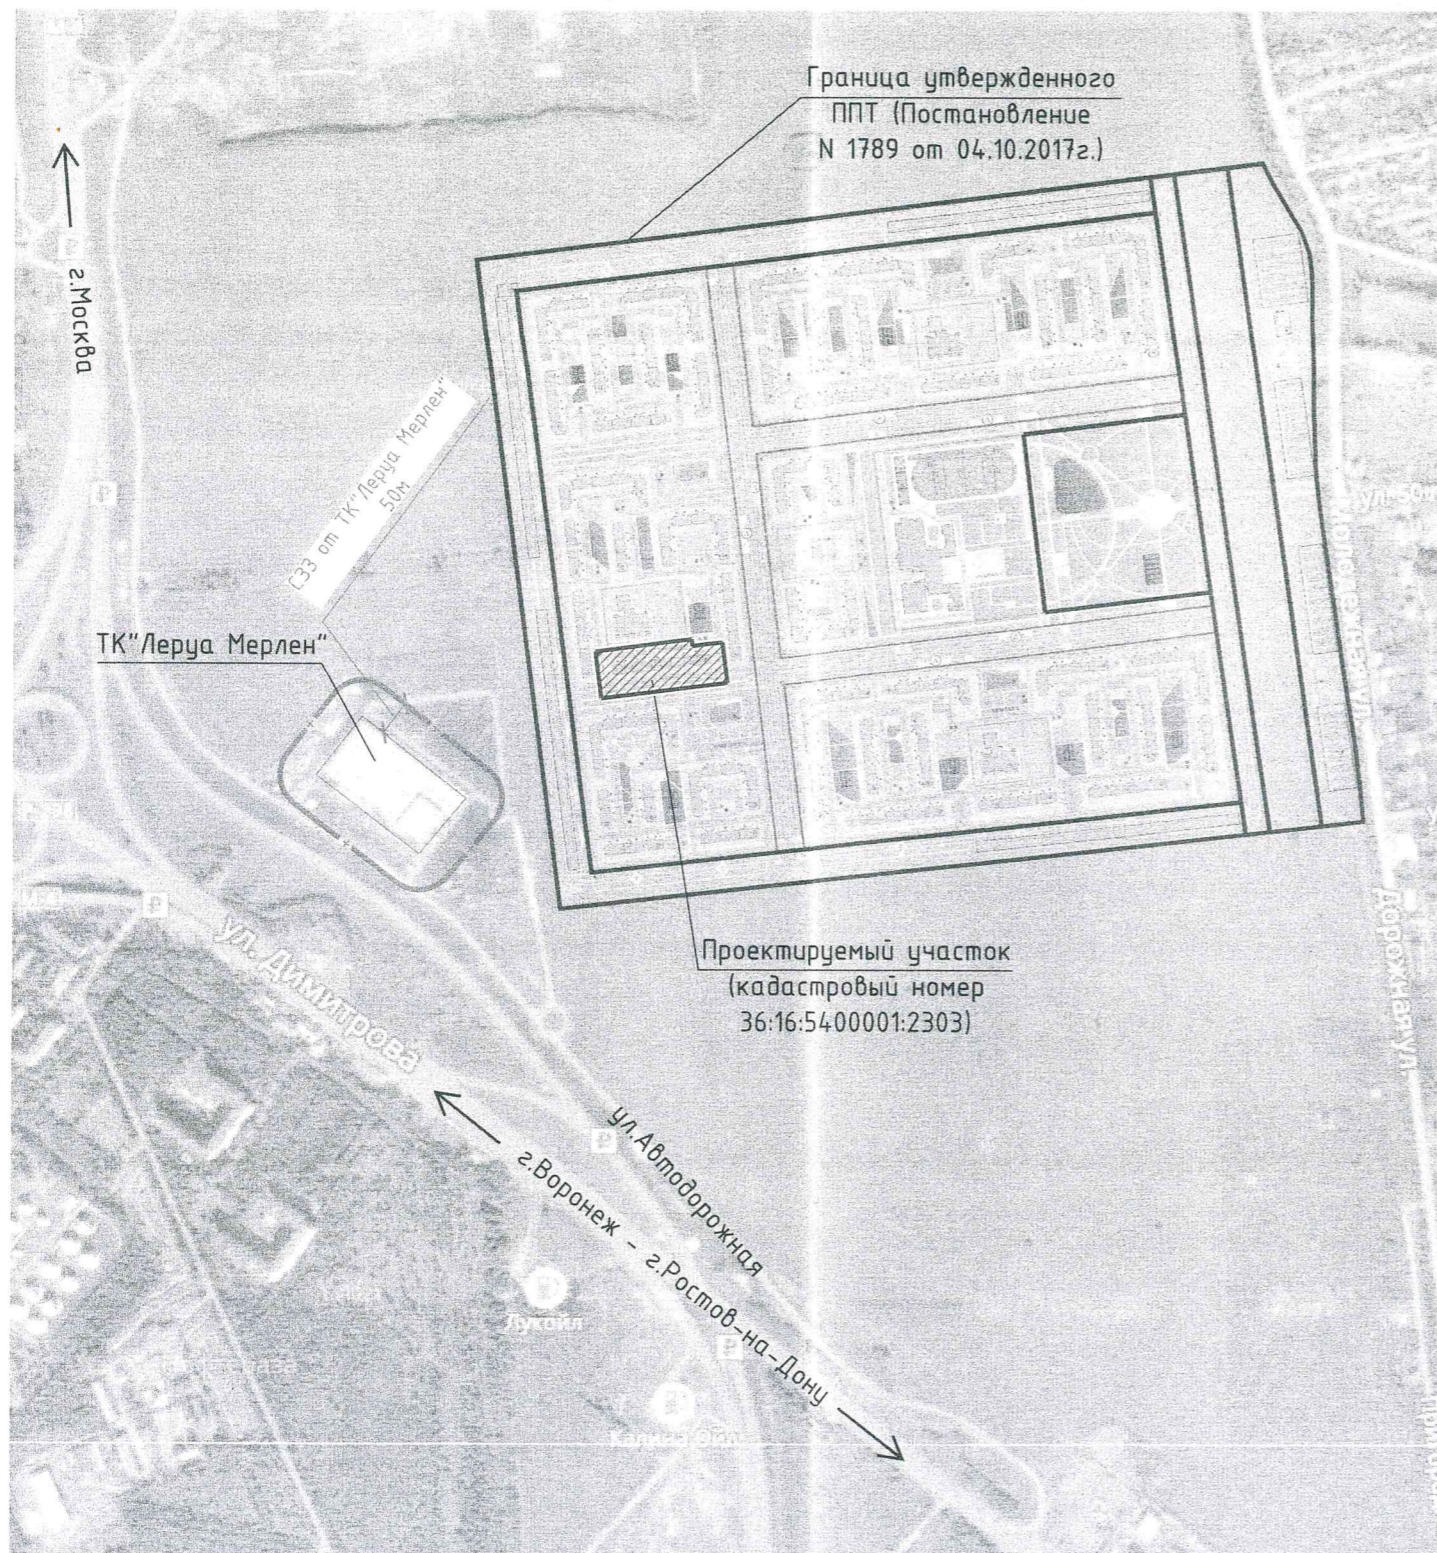 Граница утвержденного
ППТ (Постановление
N 1789 от 04.10.2017г.)
г.Москва
СЗЗ от ТК"Леруа Мерлен"
50м
ТК"Леруа Мерлен"
Проектируемый участок
(кадастровый номер
36:16:5400001:2303)
ул. Димитрова
Дорожная ул.
ул.Автодорожная
г.Воронеж - г.Ростов-на-Дону
Лукойл
Калина Ойл